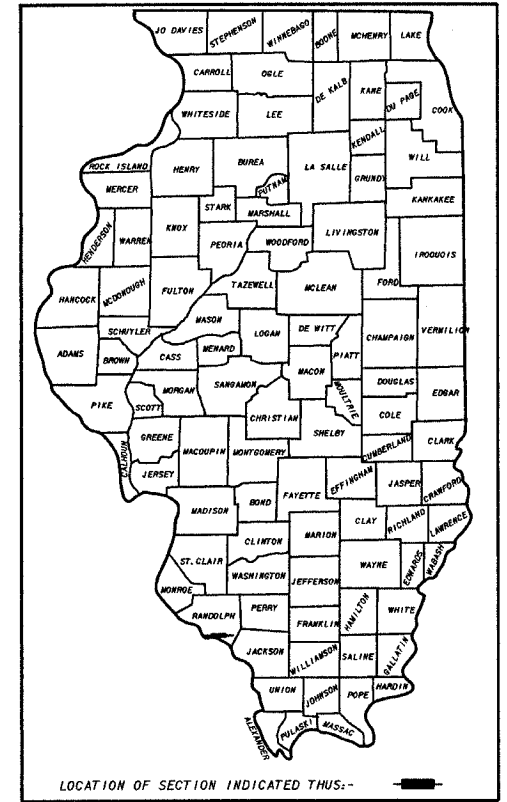 JO DAVIES
STEPHENSON
WINNEBAGO
BOONE
MCHENRY
LAKE
CARROLL
OGLE
DE KALB
KANE
DU PAGE
COOK
WHITESIDE
LEE
KENDALL
WILL
ROCK ISLAND
HENRY
BUREA
PUTNAM
LA SALLE
GRUNDY
KANKAKEE
MERCER
STARK
MARSHALL
HENDERSON
WARREN
KNOX
PEORIA
WOODFORD
LIVINGSTON
IROQUOIS
HANCOCK
MCDONOUGH
FULTON
TAZEWELL
MCLEAN
FORD
MASON
SCHUYLER
LOGAN
DE WITT
CHAMPAIGN
VERMILION
ADAMS
BROWN
CASS
MENARD
PIATT
MACON
SANGAMON
MORGAN
DOUGLAS
EDGAR
PIKE
SCOTT
CHRISTIAN
MOULTRIE
COLE
SHELBY
GREENE
MACOUPIN
MONTGOMERY
CUMBERLAND
CLARK
CALHOUN
JERSEY
EFFINGHAM
JASPER
CRAWFORD
MADISON
BOND
FAYETTE
CLAY
RICHLAND
LAWRENCE
CLINTON
MARION
ST. CLAIR
WASHINGTON
JEFFERSON
WAYNE
EDWARDS
WABASH
MONROE
RANDOLPH
PERRY
FRANKLIN
HAMILTON
WHITE
JACKSON
WILLIAMSON
SALINE
GALLATIN
UNION
JOHNSON
POPE
HARDIN
ALEXANDER
PULASKI
MASSAC
LOCATION OF SECTION INDICATED THUS:-